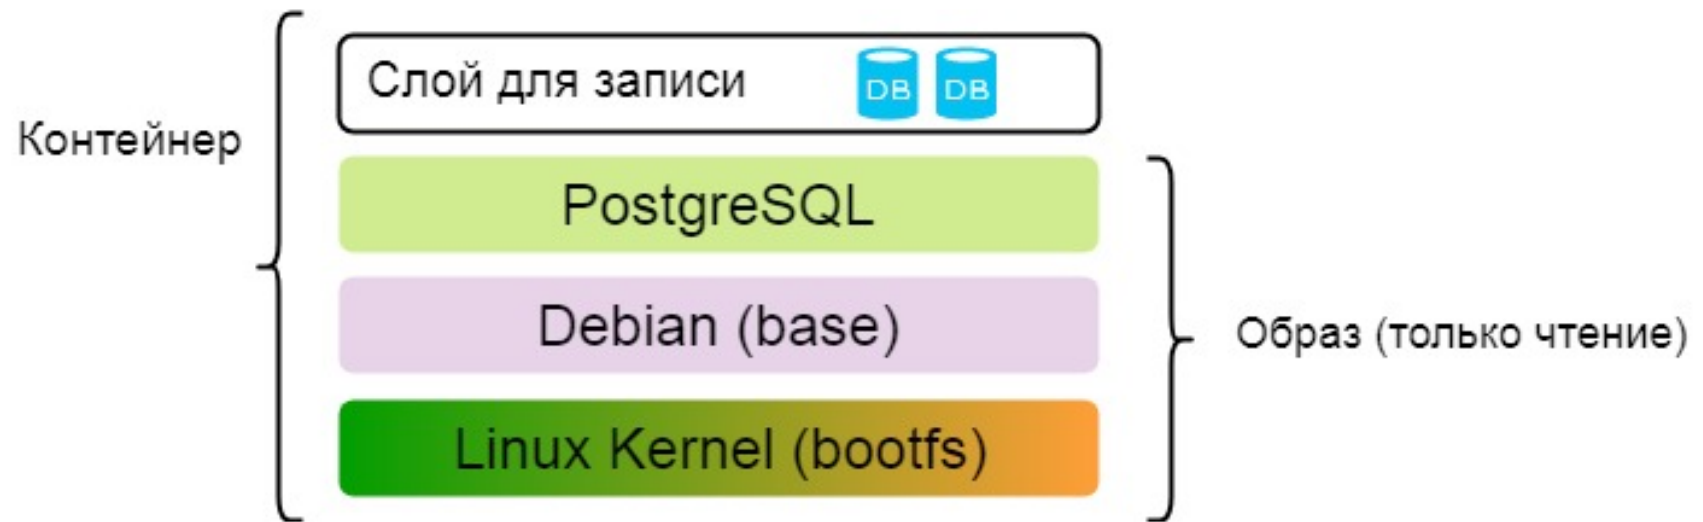 Слой для записи
DB DB
Контейнер
PostgreSQL
Debian (base)
Образ (только чтение)
Linux Kernel (bootfs)